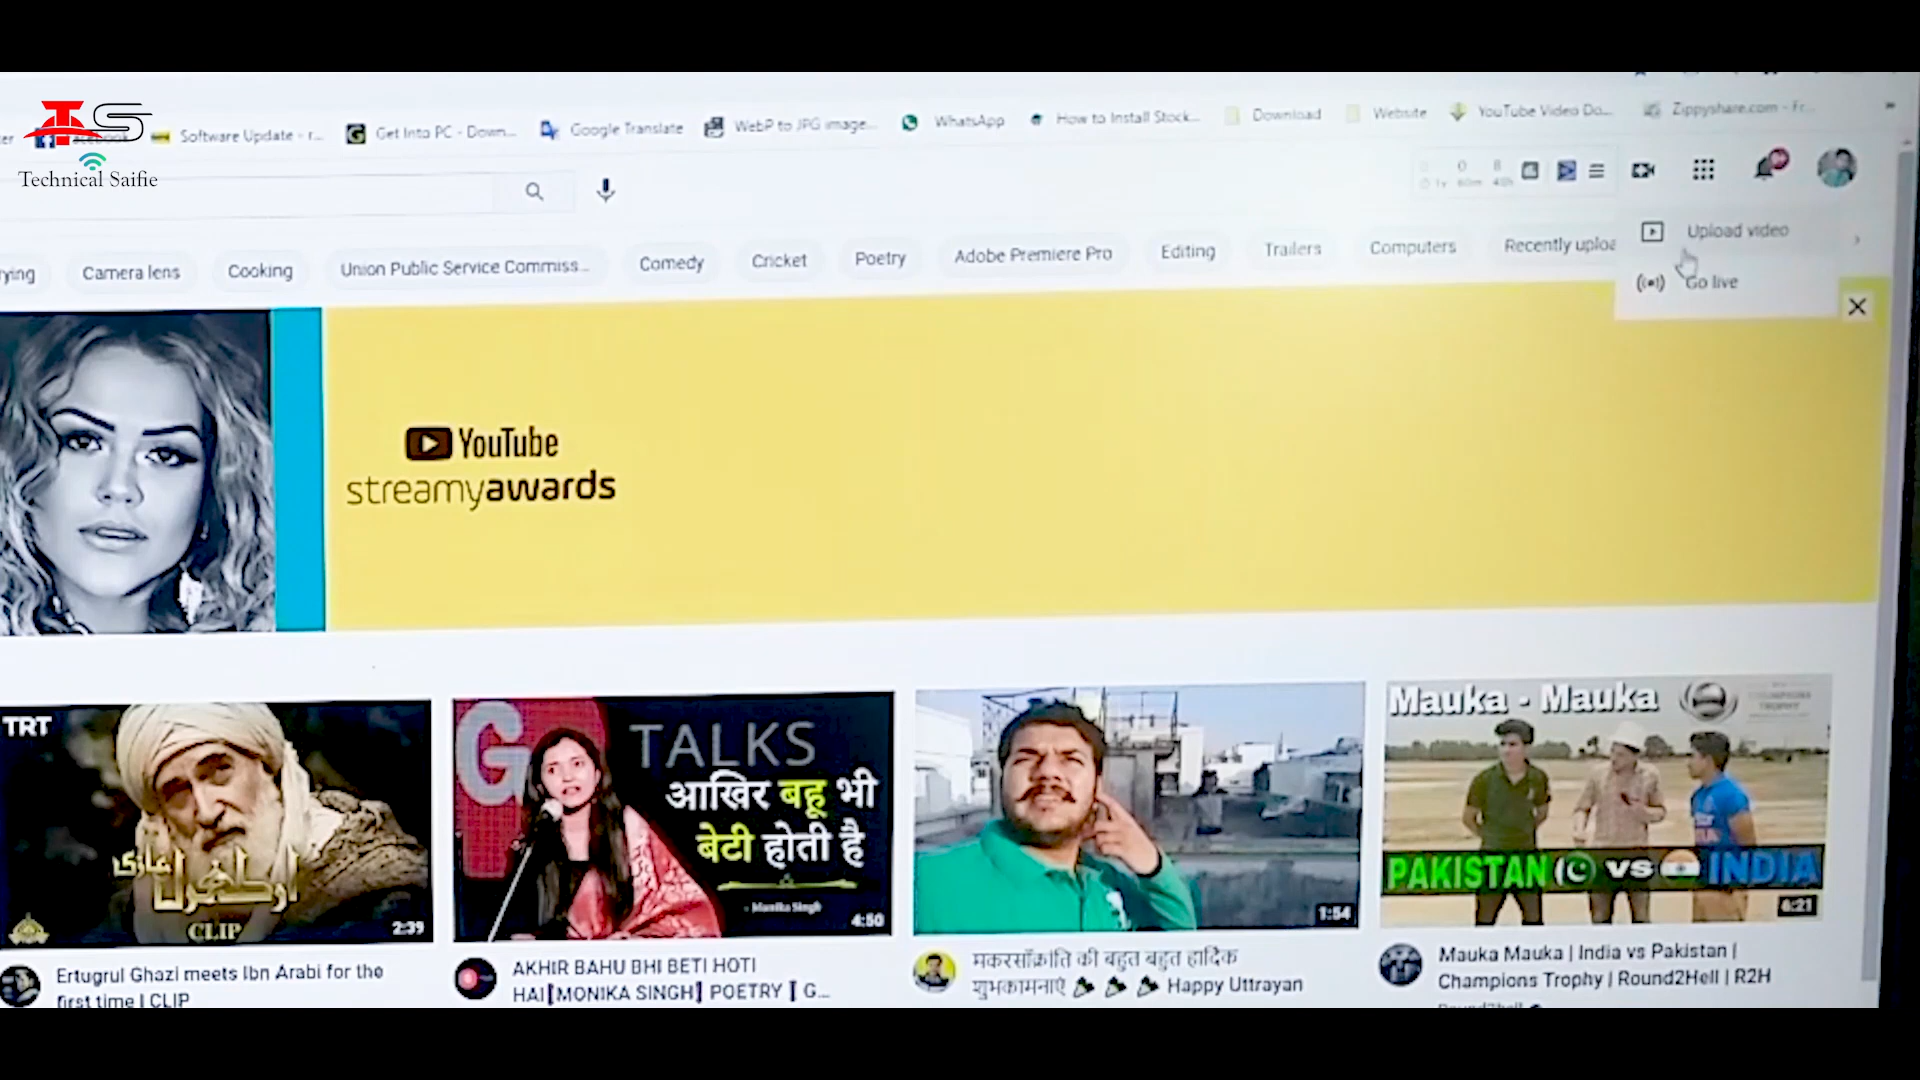 TS
Technical Saifie
Software Update - r...
Get Into PC - Down...
Google Translate
WebP to JPG image...
WhatsApp
How to Install Stock...
Download
Website
YouTube Video Do...
Zippyshare.com - Fr...
Camera lens
Cooking
Union Public Service Commiss...
Comedy
Cricket
Poetry
Adobe Premiere Pro
Editing
Trailers
Computers
Recently uploa
Upload video
Go live
YouTube
streamyawards
TRT
CLIP
2:39
G TALKS
आखिर बहू भी
बेटी होती है
- Monika Singh
4:50
1:54
Mauka - Mauka
PAKISTAN VS INDIA
6:21
Ertugrul Ghazi meets Ibn Arabi for the
first time | CLIP
AKHIR BAHU BHI BETI HOTI
HAI[MONIKA SINGH] POETRY ] G...
मकरसॉंक्रांति की बहुत बहुत हार्दिक
शुभकामनाएं Happy Uttrayan
Mauka Mauka | India vs Pakistan |
Champions Trophy | Round2Hell | R2H
Round2hell